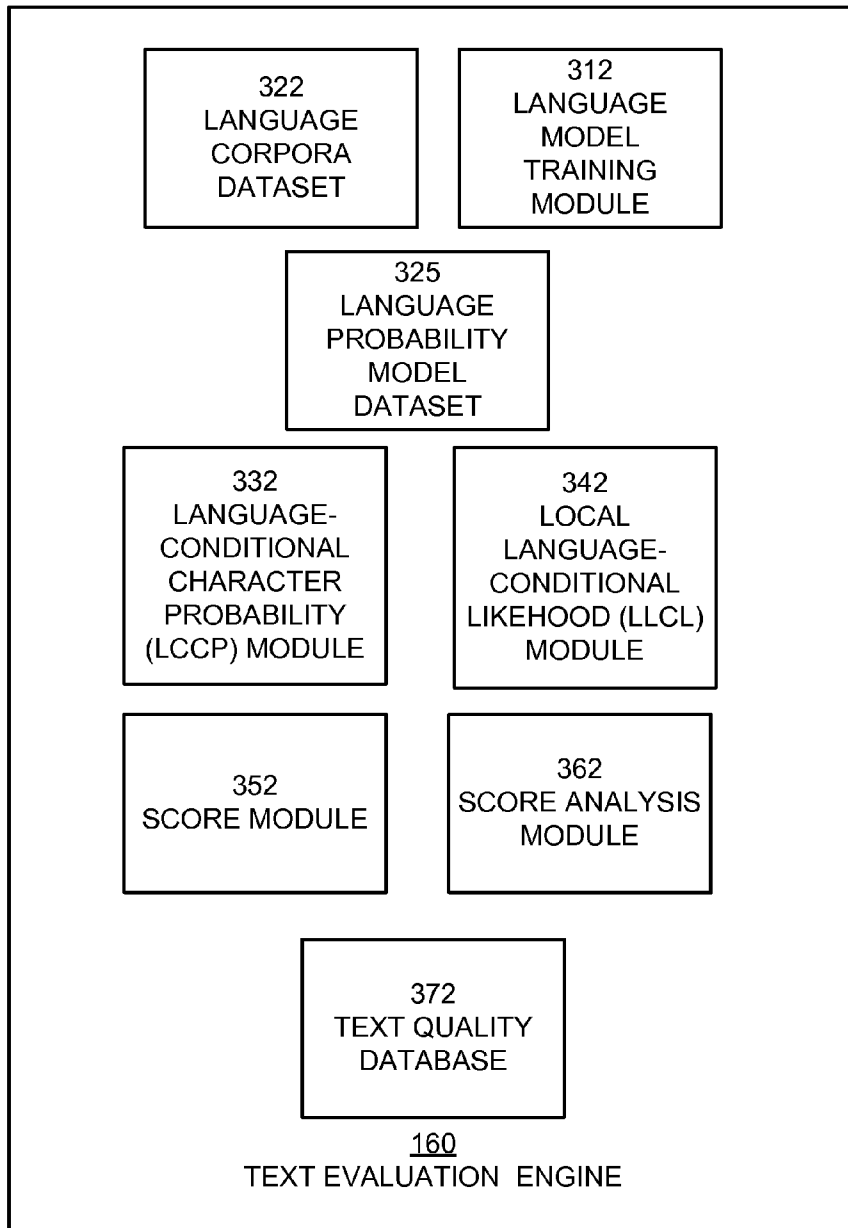 322
LANGUAGE
CORPORA
DATASET
312
LANGUAGE
MODEL
TRAINING
MODULE
325
LANGUAGE
PROBABILITY
MODEL
DATASET
332
LANGUAGE-
CONDITIONAL
CHARACTER
PROBABILITY
(LCCP) MODULE
342
LOCAL
LANGUAGE-
CONDITIONAL
LIKEHOOD (LLCL)
MODULE
352
SCORE MODULE
362
SCORE ANALYSIS
MODULE
372
TEXT QUALITY
DATABASE
160
TEXT EVALUATION ENGINE